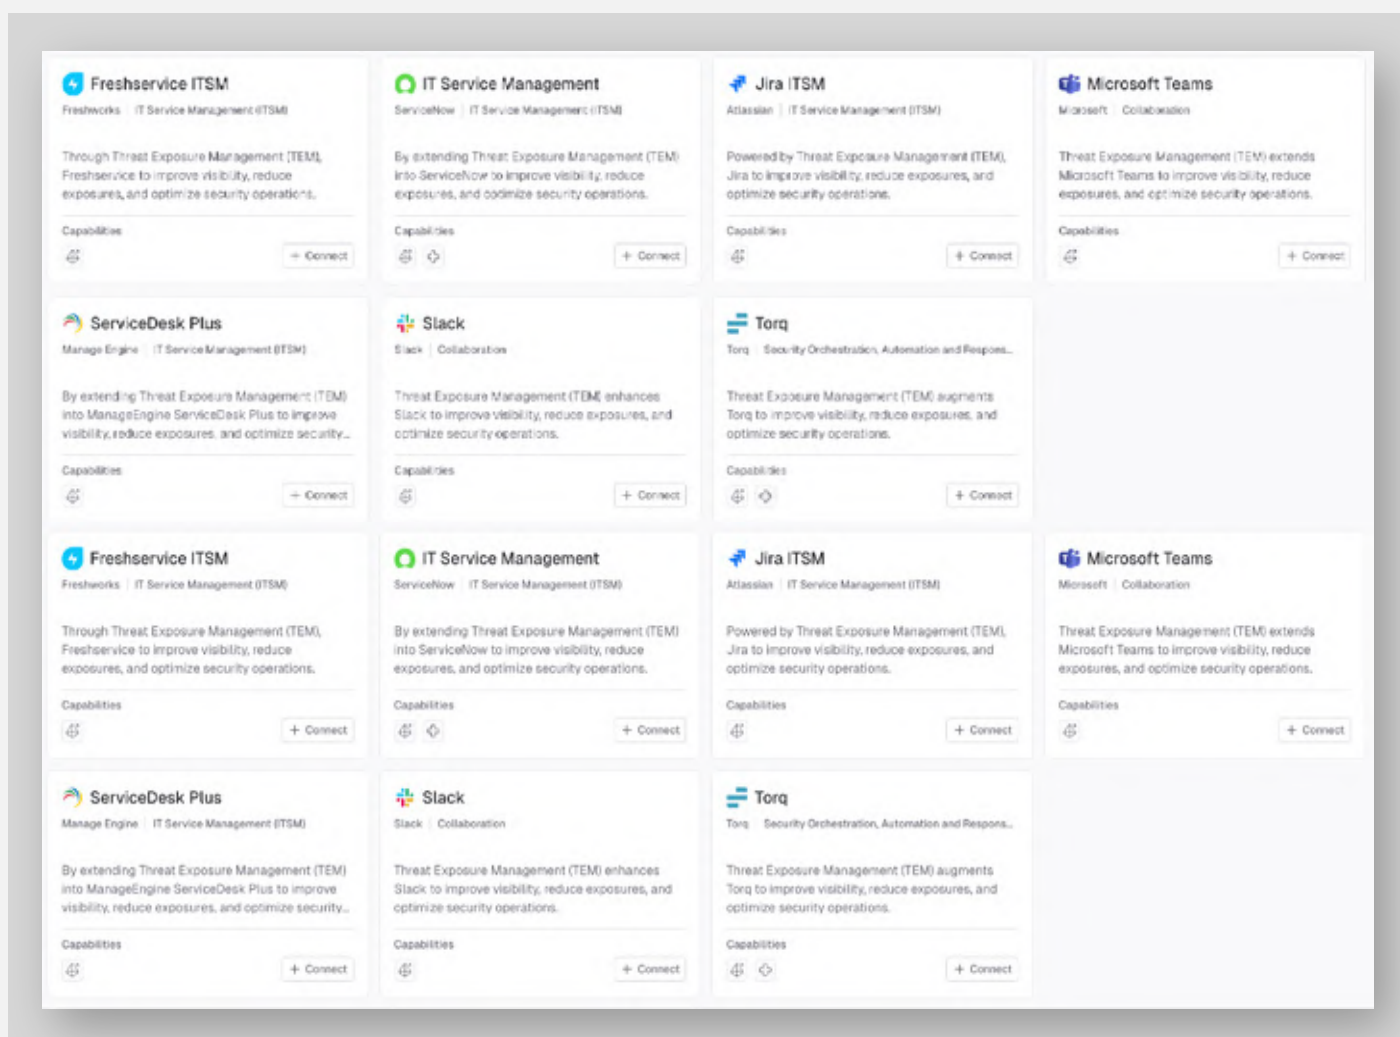 Freshservice ITSM
Freshworks | IT Service Management (ITSM)
Through Threat Exposure Management (TEM),
Freshservice to improve visibility, reduce
exposures, and optimize security operations.
Capabilities
+ Connect
IT Service Management
ServiceNow | IT Service Management (ITSM)
By extending Threat Exposure Management (TEM)
into ServiceNow to improve visibility, reduce
exposures, and optimize security operations.
Capabilities
+ Connect
Jira ITSM
Atlassian | IT Service Management (ITSM)
Powered by Threat Exposure Management (TEM),
Jira to improve visibility, reduce exposures, and
optimize security operations.
Capabilities
+ Connect
Microsoft Teams
Microsoft | Collaboration
Threat Exposure Management (TEM) extends
Microsoft Teams to improve visibility, reduce
exposures, and optimize security operations.
Capabilities
+ Connect
ServiceDesk Plus
Manage Engine | IT Service Management (ITSM)
By extending Threat Exposure Management (TEM)
into ManageEngine ServiceDesk Plus to improve
visibility, reduce exposures, and optimize security...
Capabilities
+ Connect
Slack
Slack | Collaboration
Threat Exposure Management (TEM) enhances
Slack to improve visibility, reduce exposures, and
optimize security operations.
Capabilities
+ Connect
Torq
Torq | Security Orchestration, Automation and Respons...
Threat Exposure Management (TEM) augments
Torq to improve visibility, reduce exposures, and
optimize security operations.
Capabilities
+ Connect
Freshservice ITSM
Freshworks | IT Service Management (ITSM)
Through Threat Exposure Management (TEM),
Freshservice to improve visibility, reduce
exposures, and optimize security operations.
Capabilities
+ Connect
IT Service Management
ServiceNow | IT Service Management (ITSM)
By extending Threat Exposure Management (TEM)
into ServiceNow to improve visibility, reduce
exposures, and optimize security operations.
Capabilities
+ Connect
Jira ITSM
Atlassian | IT Service Management (ITSM)
Powered by Threat Exposure Management (TEM),
Jira to improve visibility, reduce exposures, and
optimize security operations.
Capabilities
+ Connect
Microsoft Teams
Microsoft | Collaboration
Threat Exposure Management (TEM) extends
Microsoft Teams to improve visibility, reduce
exposures, and optimize security operations.
Capabilities
+ Connect
ServiceDesk Plus
Manage Engine | IT Service Management (ITSM)
By extending Threat Exposure Management (TEM)
into ManageEngine ServiceDesk Plus to improve
visibility, reduce exposures, and optimize security...
Capabilities
+ Connect
Slack
Slack | Collaboration
Threat Exposure Management (TEM) enhances
Slack to improve visibility, reduce exposures, and
optimize security operations.
Capabilities
+ Connect
Torq
Torq | Security Orchestration, Automation and Respons...
Threat Exposure Management (TEM) augments
Torq to improve visibility, reduce exposures, and
optimize security operations.
Capabilities
+ Connect